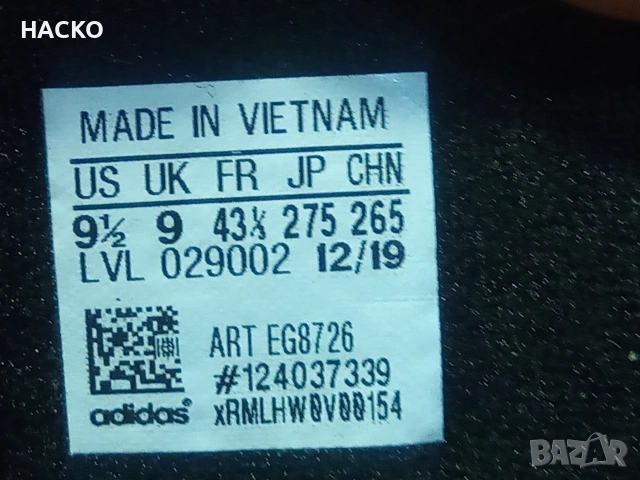 HACKO
MADE IN VIETNAM
US UK FR JP CHN
9½ 9 43⅓ 275 265
LVL 029002 12/19
ART EG8726
#124037339
adidas xRMLHW0V00154
BAZAR